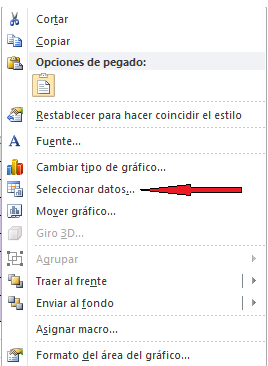 Cortar
Copiar
Opciones de pegado:
Restablecer para hacer coincidir el estilo
A Fuente...
Cambiar tipo de gráfico...
Seleccionar datos...
Mover gráfico...
Giro 3D...
Agrupar
Traer al frente
Enviar al fondo
Asignar macro...
Formato del área del gráfico...